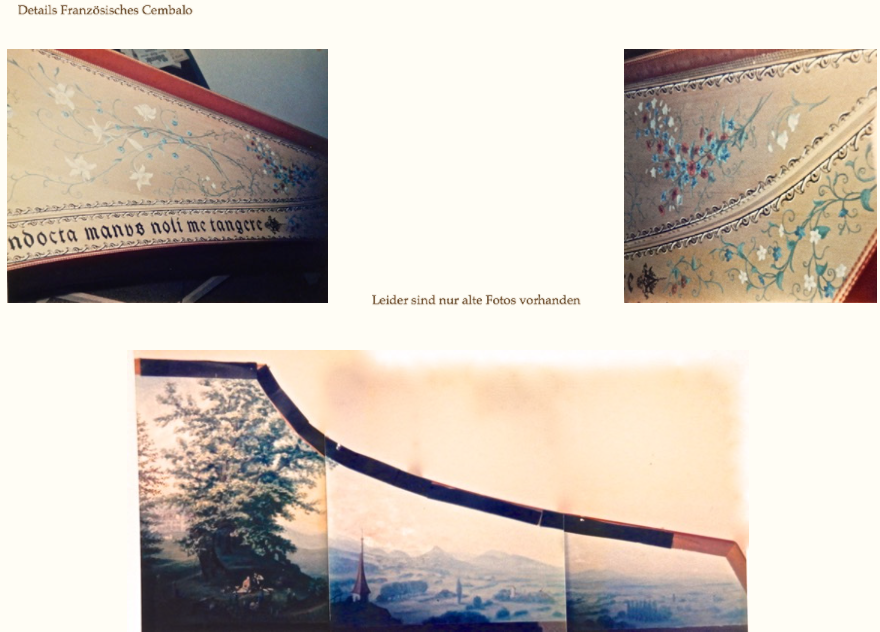 Details Französisches Cembalo
ndocta manvs noli me tangere
Leider sind nur alte Fotos vorhanden